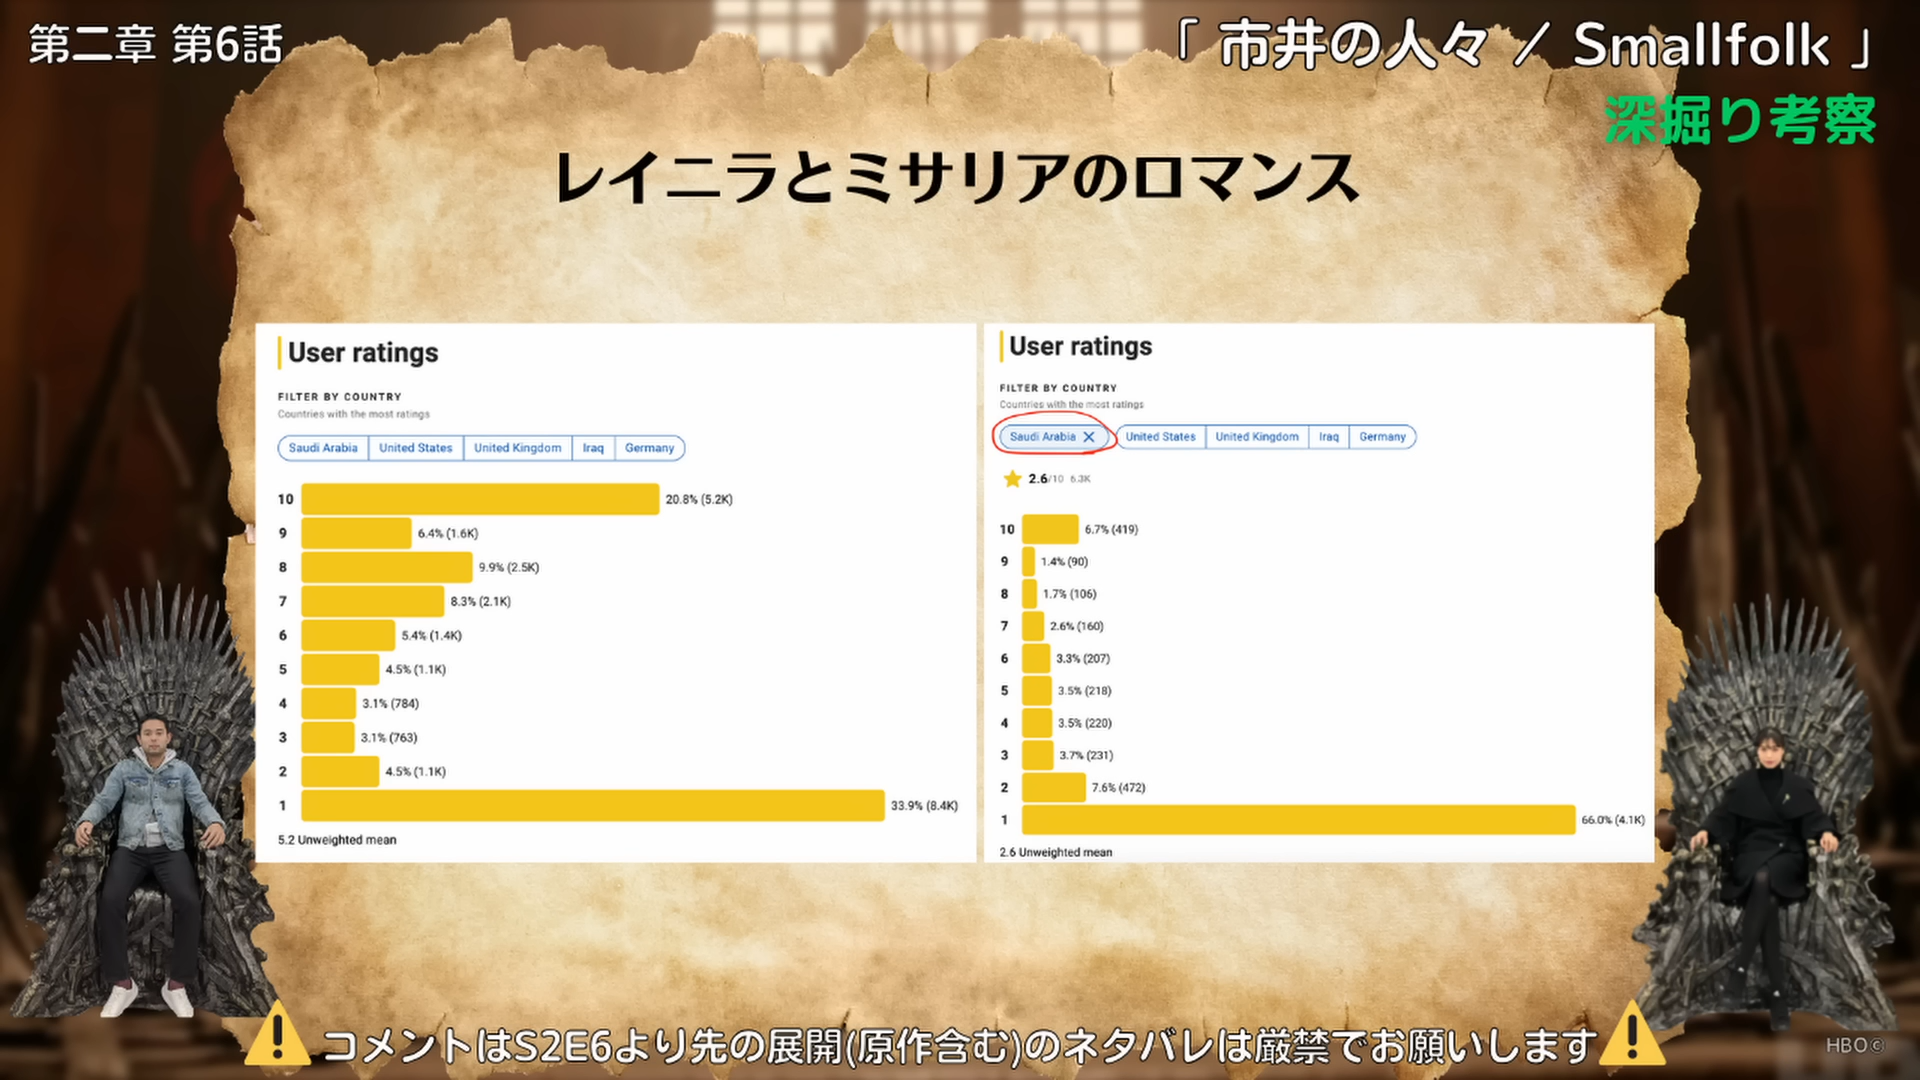 第二章 第6話
「 市井の人々 / Smallfolk 」
深掘り考察
レイニラとミサリアのロマンス
User ratings
FILTER BY COUNTRY
Countries with the most ratings
Saudi Arabia United States United Kingdom Iraq Germany
10 20.8% (5.2K)
9 6.4% (1.6K)
8 9.9% (2.5K)
7 8.3% (2.1K)
6 5.4% (1.4K)
5 4.5% (1.1K)
4 3.1% (784)
3 3.1% (763)
2 4.5% (1.1K)
1 33.9% (8.4K)
5.2 Unweighted mean
User ratings
FILTER BY COUNTRY
Countries with the most ratings
Saudi Arabia United States United Kingdom Iraq Germany
2.6/10 6.3K
10 6.7% (419)
9 1.4% (90)
8 1.7% (106)
7 2.6% (160)
6 3.3% (207)
5 3.5% (218)
4 3.5% (220)
3 3.7% (231)
2 7.6% (472)
1 66.0% (4.1K)
2.6 Unweighted mean
コメントはS2E6より先の展開(原作含む)のネタバレは厳禁でお願いします
HBO©